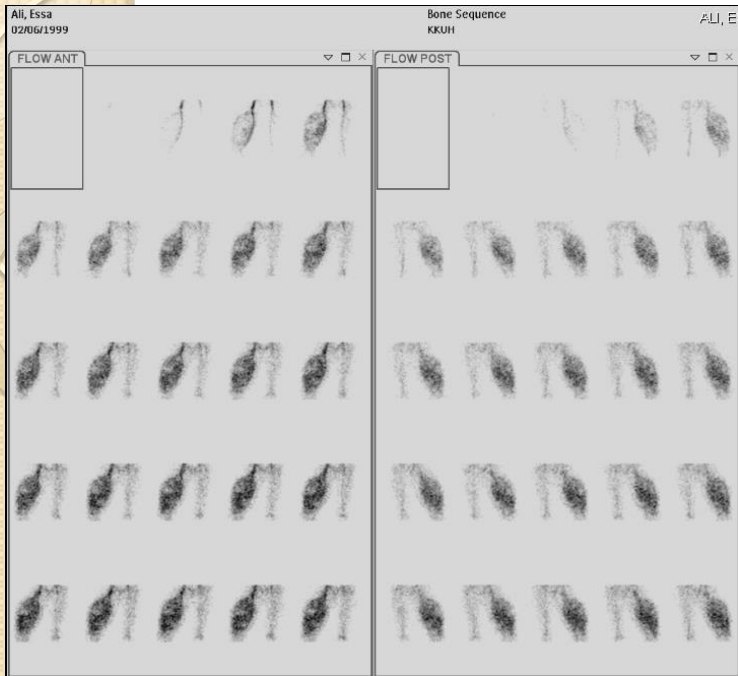 Ali, Essa
02/06/1999
Bone Sequence
KKUH
ALI, E
FLOW ANT
FLOW POST